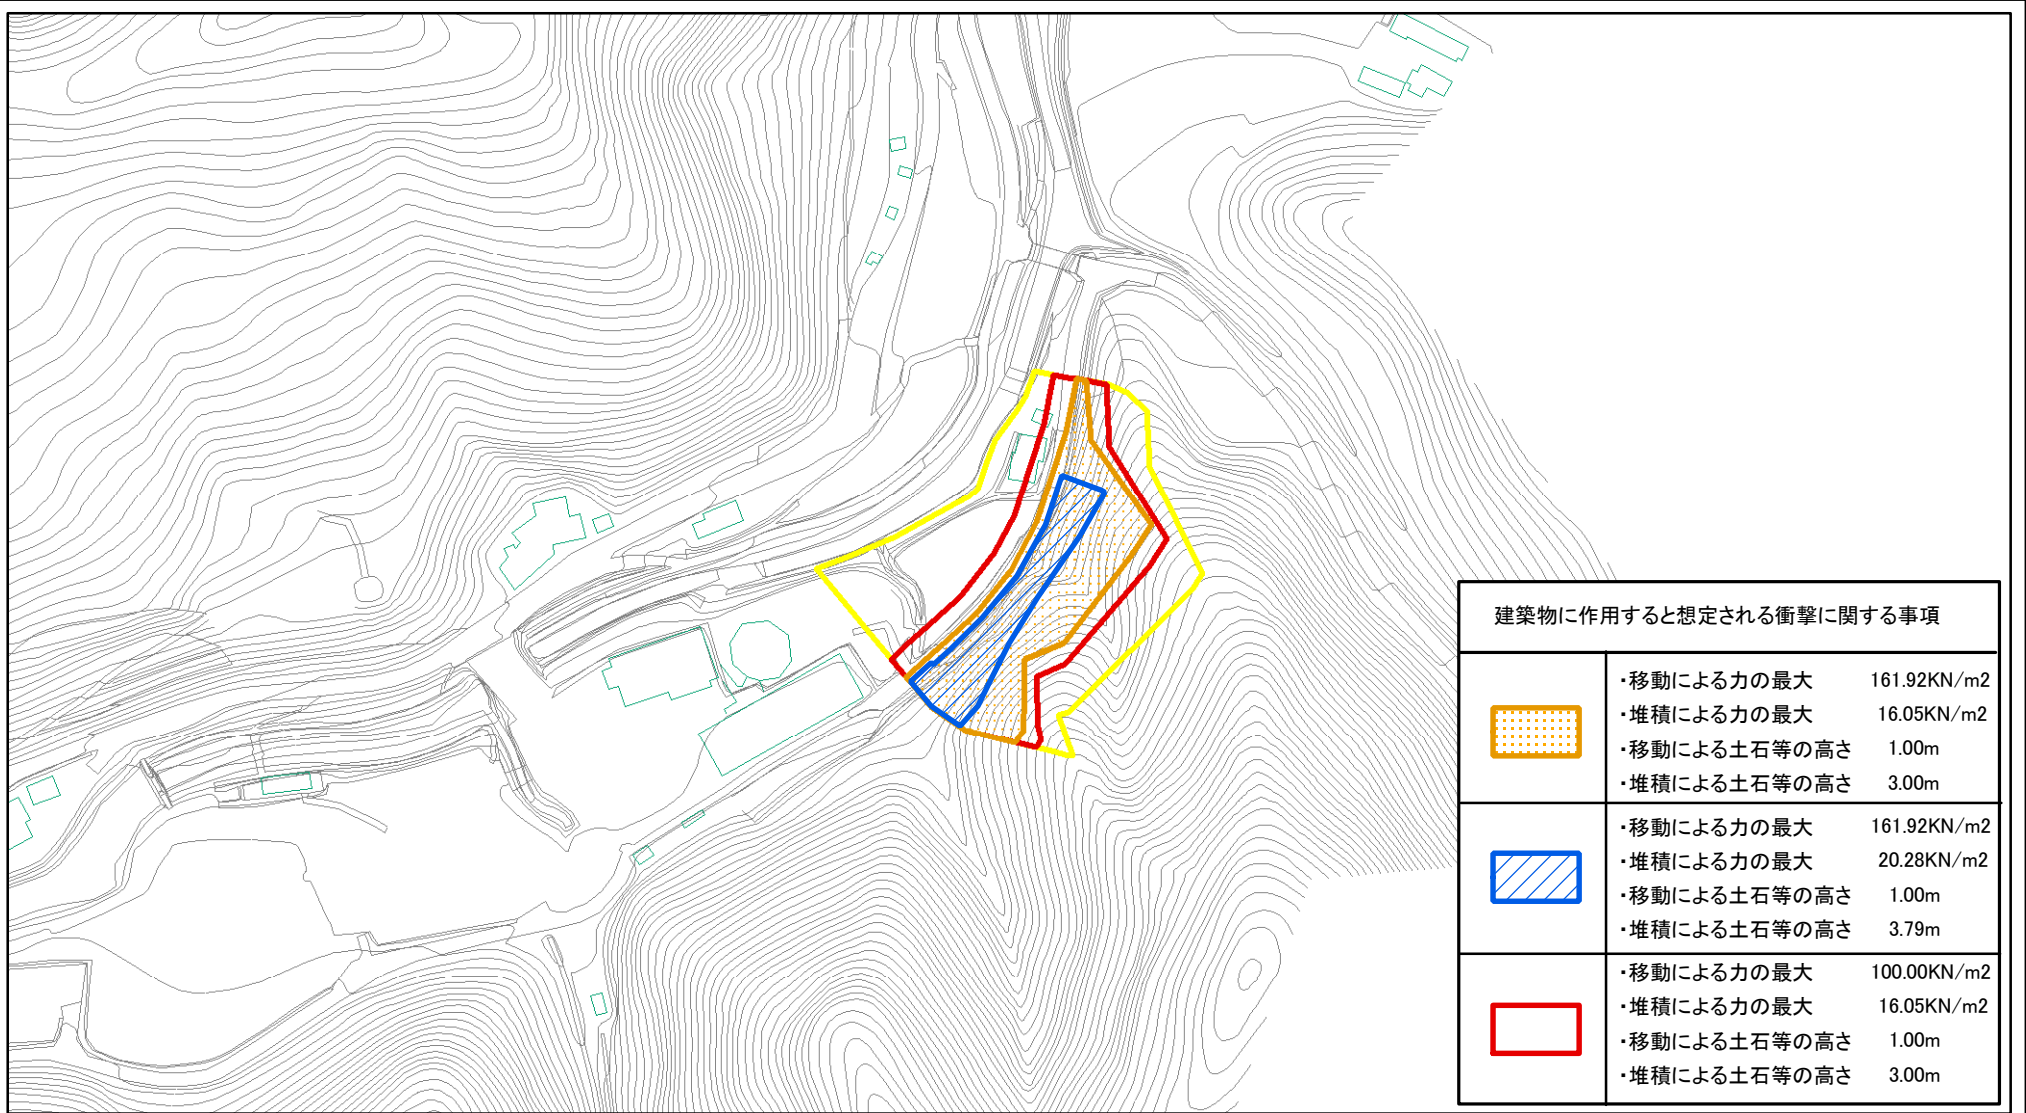 建築物に作用すると想定される衝撃に関する事項
・移動による力の最大 161.92KN/m2
・堆積による力の最大 16.05KN/m2
・移動による土石等の高さ 1.00m
・堆積による土石等の高さ 3.00m
・移動による力の最大 161.92KN/m2
・堆積による力の最大 20.28KN/m2
・移動による土石等の高さ 1.00m
・堆積による土石等の高さ 3.79m
・移動による力の最大 100.00KN/m2
・堆積による力の最大 16.05KN/m2
・移動による土石等の高さ 1.00m
・堆積による土石等の高さ 3.00m